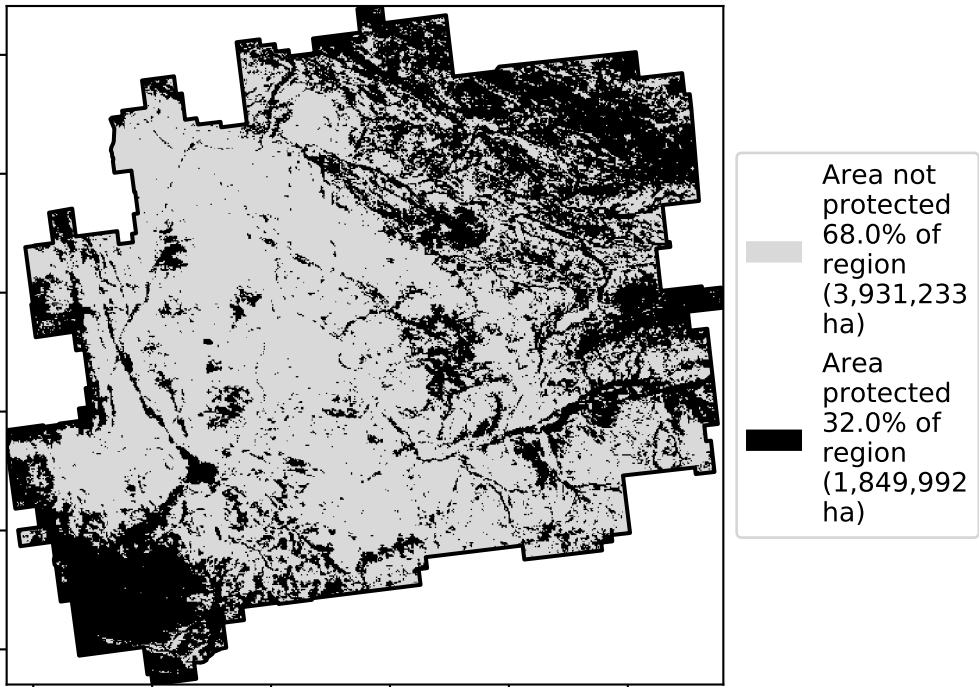 Area not
protected
68.0% of
region
(3,931,233
ha)
Area
protected
32.0% of
region
(1,849,992
ha)